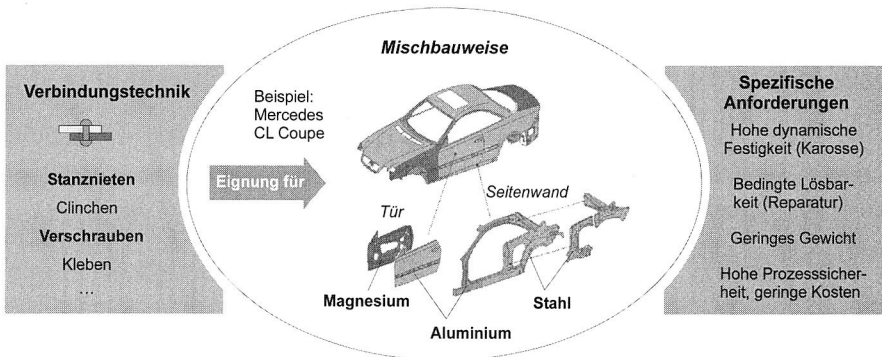 Mischbauweise
Verbindungstechnik
Stanznieten
Clinchen
Verschrauben
Kleben
...
Beispiel:
Mercedes
CL Coupe
Eignung für
Tür
Seitenwand
Magnesium
Aluminium
Stahl
Spezifische
Anforderungen
Hohe dynamische
Festigkeit (Karosse)
Bedingte Lösbar-
keit (Reparatur)
Geringes Gewicht
Hohe Prozesssicher-
heit, geringe Kosten